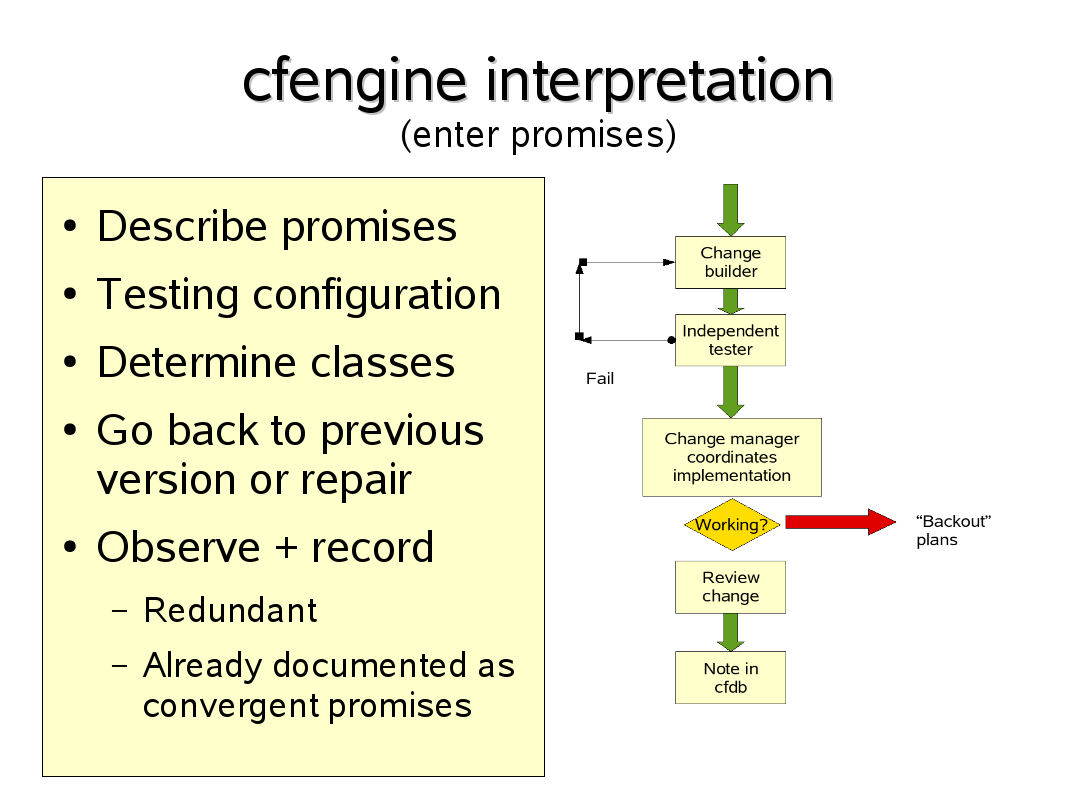 cfengine interpretation
(enter promises)
• Describe promises
• Testing configuration
• Determine classes
• Go back to previous
version or repair
• Observe + record
– Redundant
– Already documented as
convergent promises
Change
builder
Independent
tester
Fail
Change manager
coordinates
implementation
Working?
“Backout”
plans
Review
change
Note in
cfdb